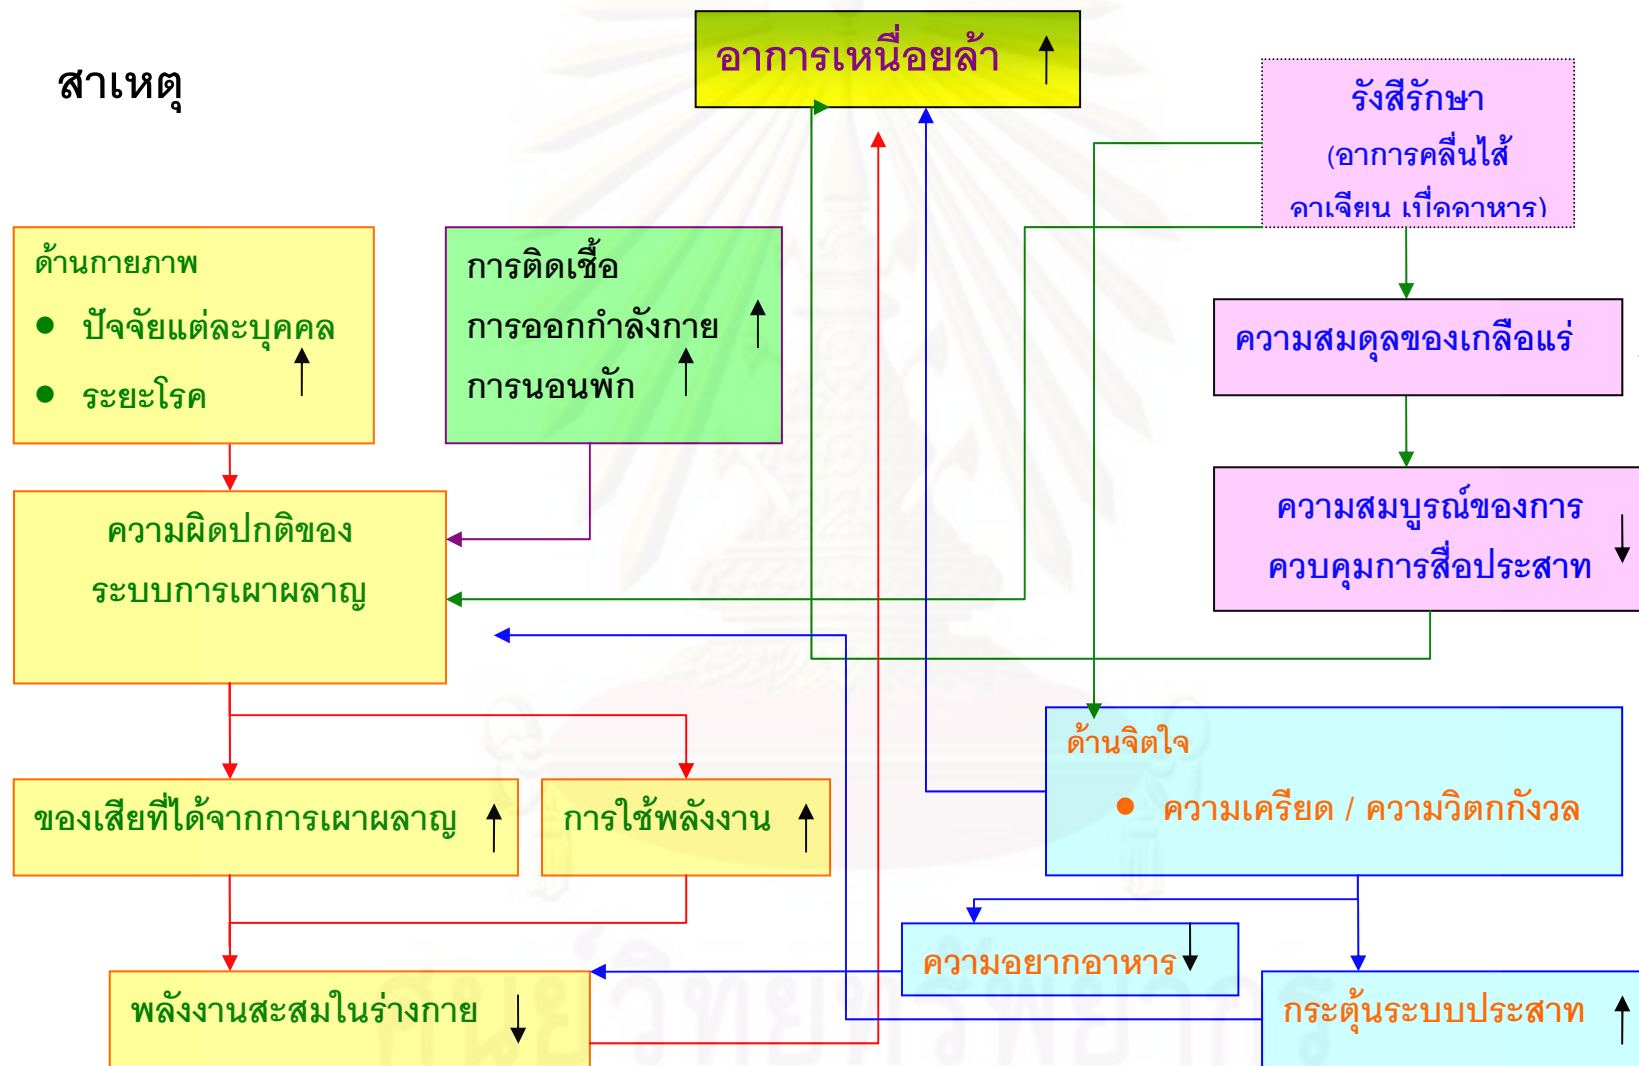 อาการเหนื่อยล้า
สาเหตุ
รังสีรักษา
(อาการคลื่นไส้
ด้านกายภาพ
● ปัจจัยแต่ละบุคคล
● ระยะโรค
การติดเชื้อ
การออกกำลังกาย
การนอนพัก
ความสมดุลของเกลือแร่
ความผิดปกติของ
ระบบการเผาผลาญ
ความสมบูรณ์ของการ
ควบคุมการสื่อประสาท
ด้านจิตใจ
● ความเครียด / ความวิตกกังวล
ของเสียที่ได้จากการเผาผลาญ
การใช้พลังงาน
ความอยากอาหาร
พลังงานสะสมในร่างกาย
กระตุ้นระบบประสาท